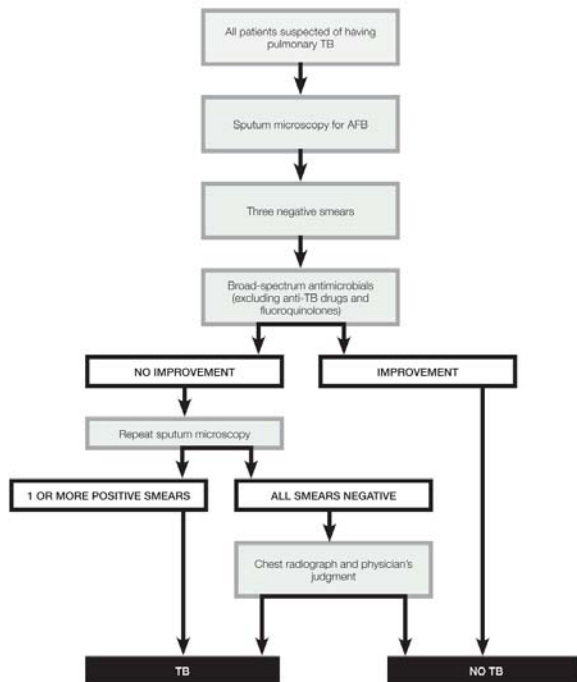 All patients suspected of having
pulmonary TB
Sputum microscopy for AFB
Three negative smears
Broad-spectrum antimicrobials
(excluding anti-TB drugs and
fluoroquinolones)
NO IMPROVEMENT
IMPROVEMENT
Repeat sputum microscopy
1 OR MORE POSITIVE SMEARS
ALL SMEARS NEGATIVE
Chest radiograph and physician's
judgment
TB
NO TB